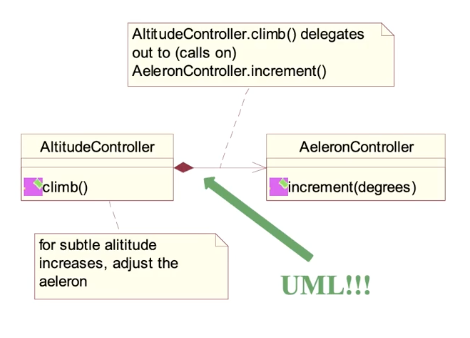 AltitudeController.climb() delegates
out to (calls on)
AeleronController.increment()
AltitudeController
AeleronController
climb()
increment(degrees)
for subtle alititude
increases, adjust the
aeleron
UML!!!